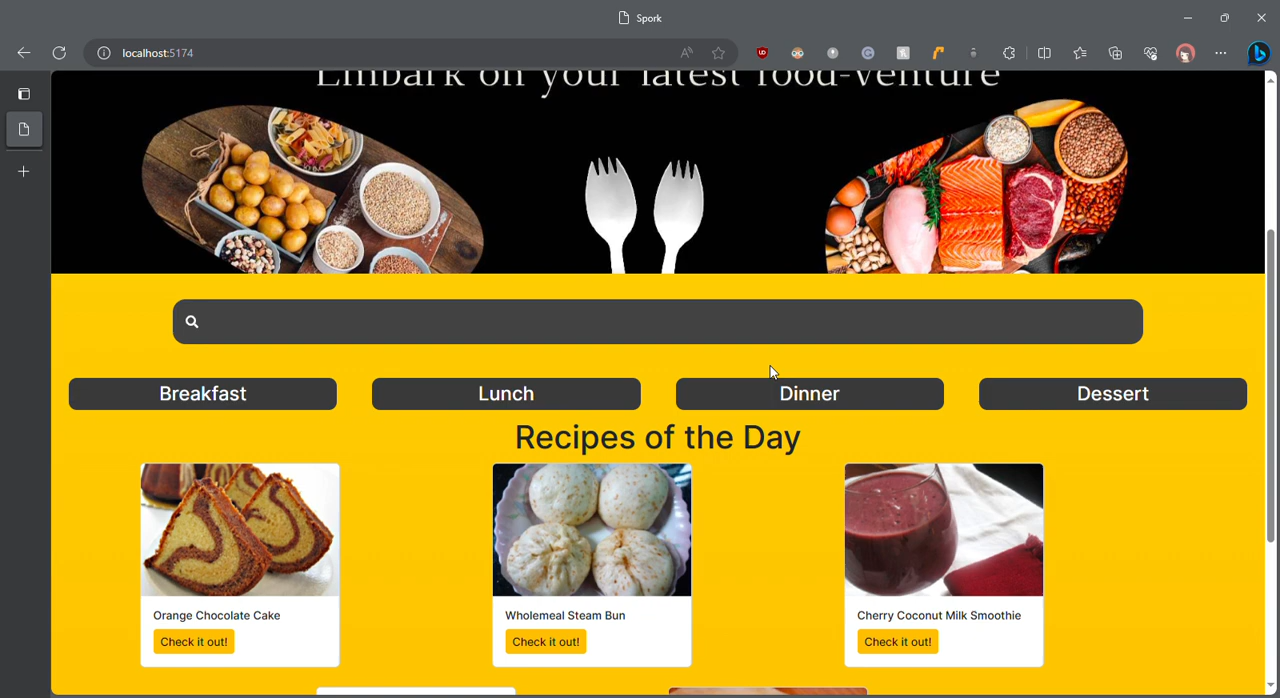 Spork
localhost:5174
Embark on your latest food-venture
Breakfast
Lunch
Dinner
Dessert
Recipes of the Day
Orange Chocolate Cake
Wholemeal Steam Bun
Cherry Coconut Milk Smoothie
Check it out!
Check it out!
Check it out!